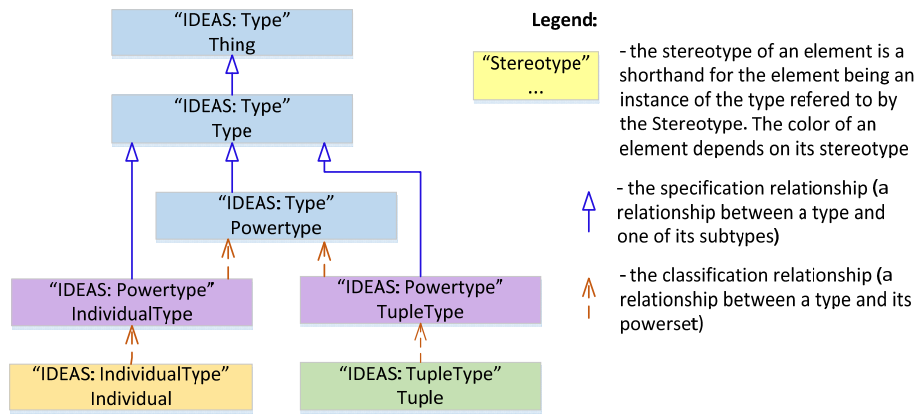 “IDEAS: Type”
Thing
“IDEAS: Type”
Type
“IDEAS: Type”
Powertype
“IDEAS: Powertype”
IndividualType
“IDEAS: Powertype”
TupleType
“IDEAS: IndividualType”
Individual
“IDEAS: TupleType”
Tuple
Legend:
“Stereotype”
...
- the stereotype of an element is a
shorthand for the element being an
instance of the type refered to by
the Stereotype. The color of an
element depends on its stereotype
- the specification relationship (a
relationship between a type and
one of its subtypes)
- the classification relationship (a
relationship between a type and its
powerset)